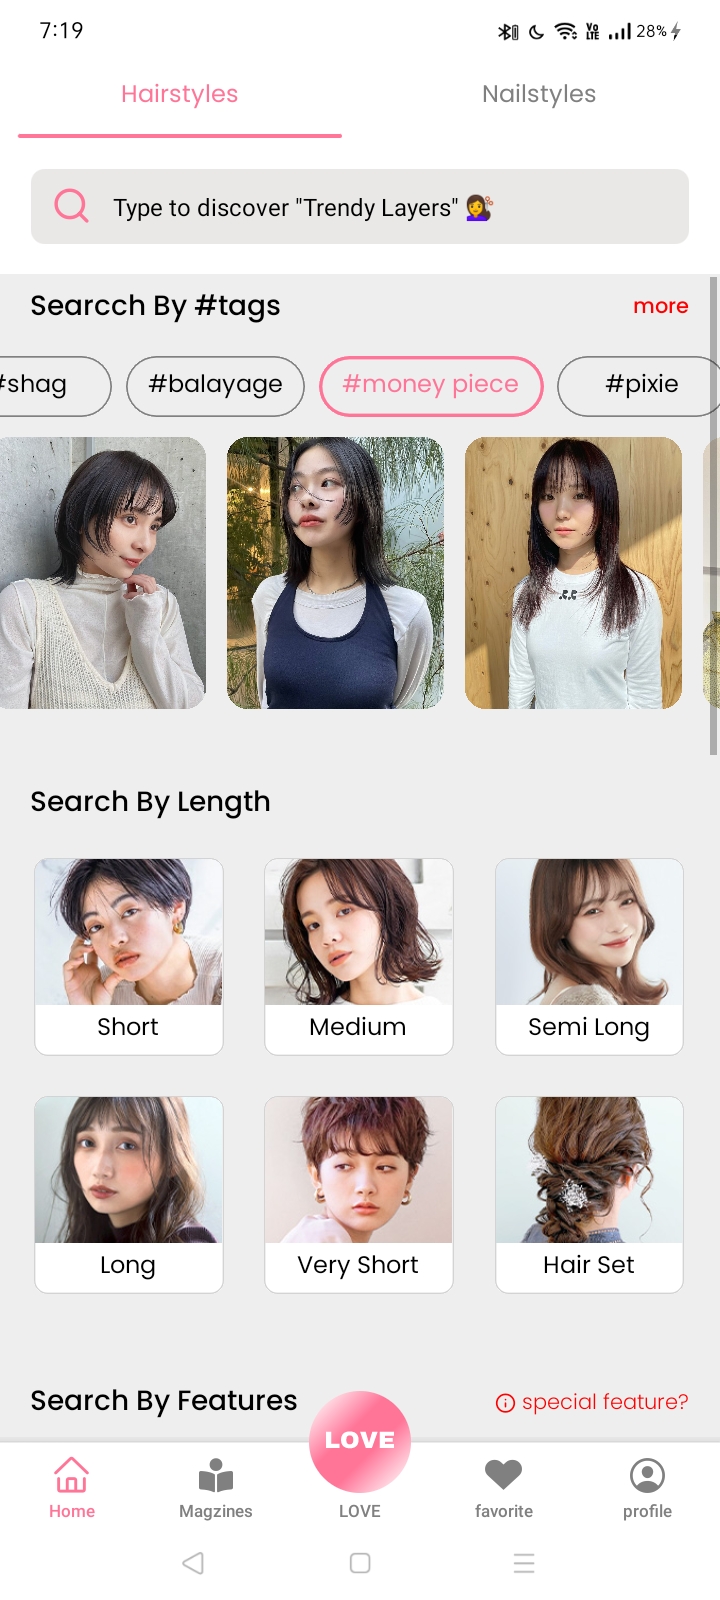 7:19
28%
Hairstyles
Nailstyles
Type to discover "Trendy Layers" 💇‍♀️
Searcch By #tags
more
#shag
#balayage
#money piece
#pixie
Search By Length
Short
Medium
Semi Long
Long
Very Short
Hair Set
Search By Features
special feature?
LOVE
Home
Magzines
LOVE
favorite
profile